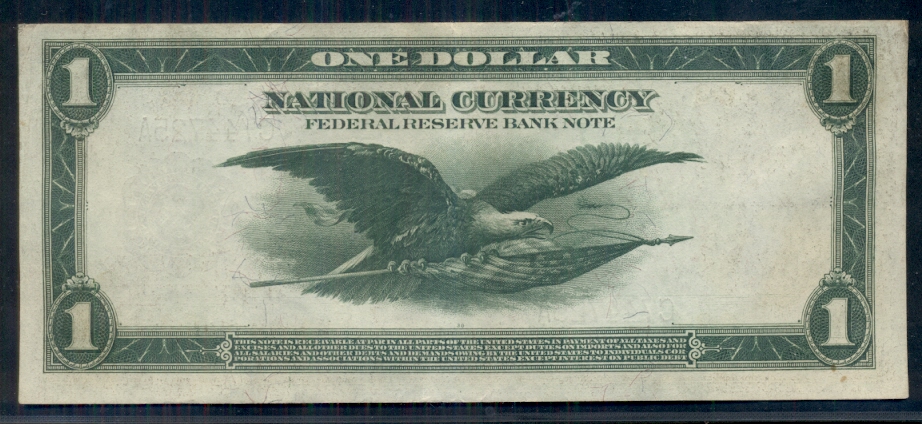 ONE DOLLAR
1 1
NATIONAL CURRENCY
FEDERAL RESERVE BANK NOTE
1 1
THIS NOTE IS RECEIVABLE AT PAR IN ALL PARTS OF THE UNITED STATES IN PAYMENT OF ALL TAXES AND
EXCISES AND ALL OTHER DUES TO THE UNITED STATES EXCEPT DUTIES ON IMPORTS AND ALSO FOR
ALL SALARIES AND OTHER DEBTS AND DEMANDS OWING BY THE UNITED STATES TO INDIVIDUALS COR
PORATIONS AND ASSOCIATIONS WITHIN THE UNITED STATES EXCEPT INTEREST ON PUBLIC DEBT